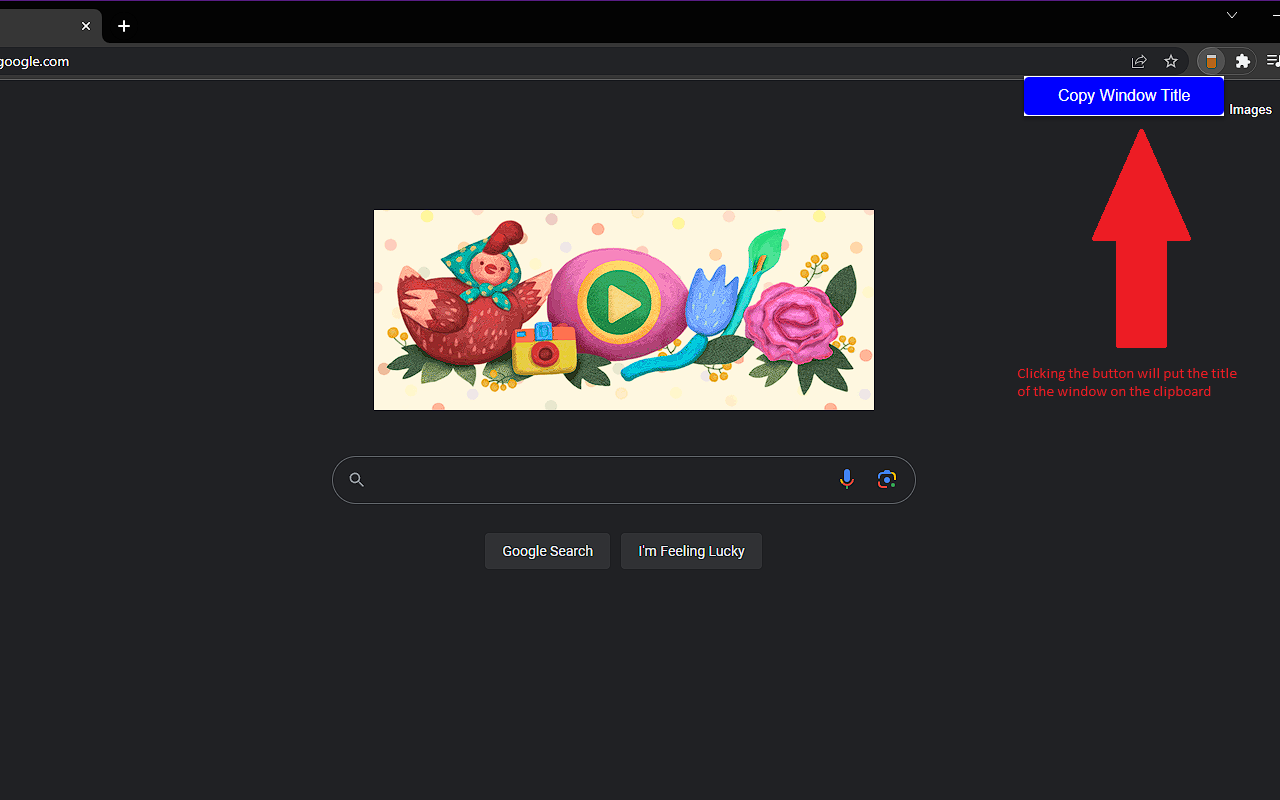 google.com
Copy Window Title
Images
Clicking the button will put the title
of the window on the clipboard
Google Search
I'm Feeling Lucky